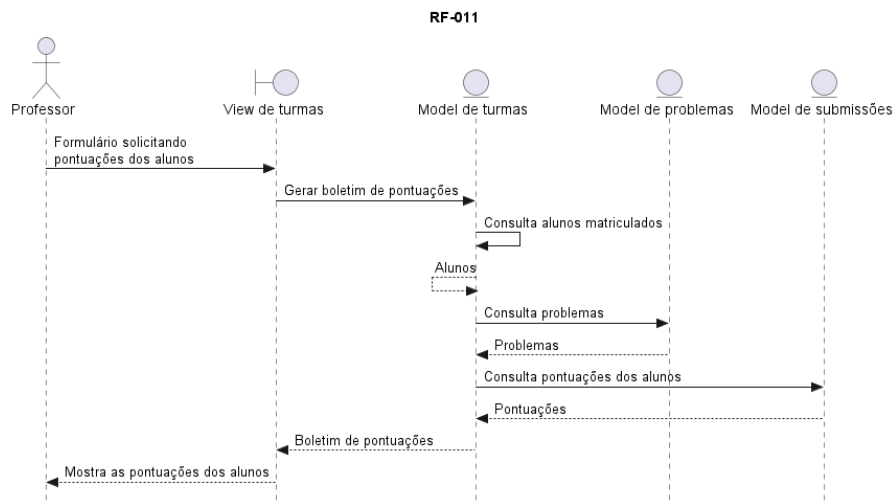 RF-011
Professor
View de turmas
Model de turmas
Model de problemas
Model de submissões
Formulário solicitando
pontuações dos alunos
Gerar boletim de pontuações
Consulta alunos matriculados
Alunos
Consulta problemas
Problemas
Consulta pontuações dos alunos
Pontuações
Boletim de pontuações
Mostra as pontuações dos alunos